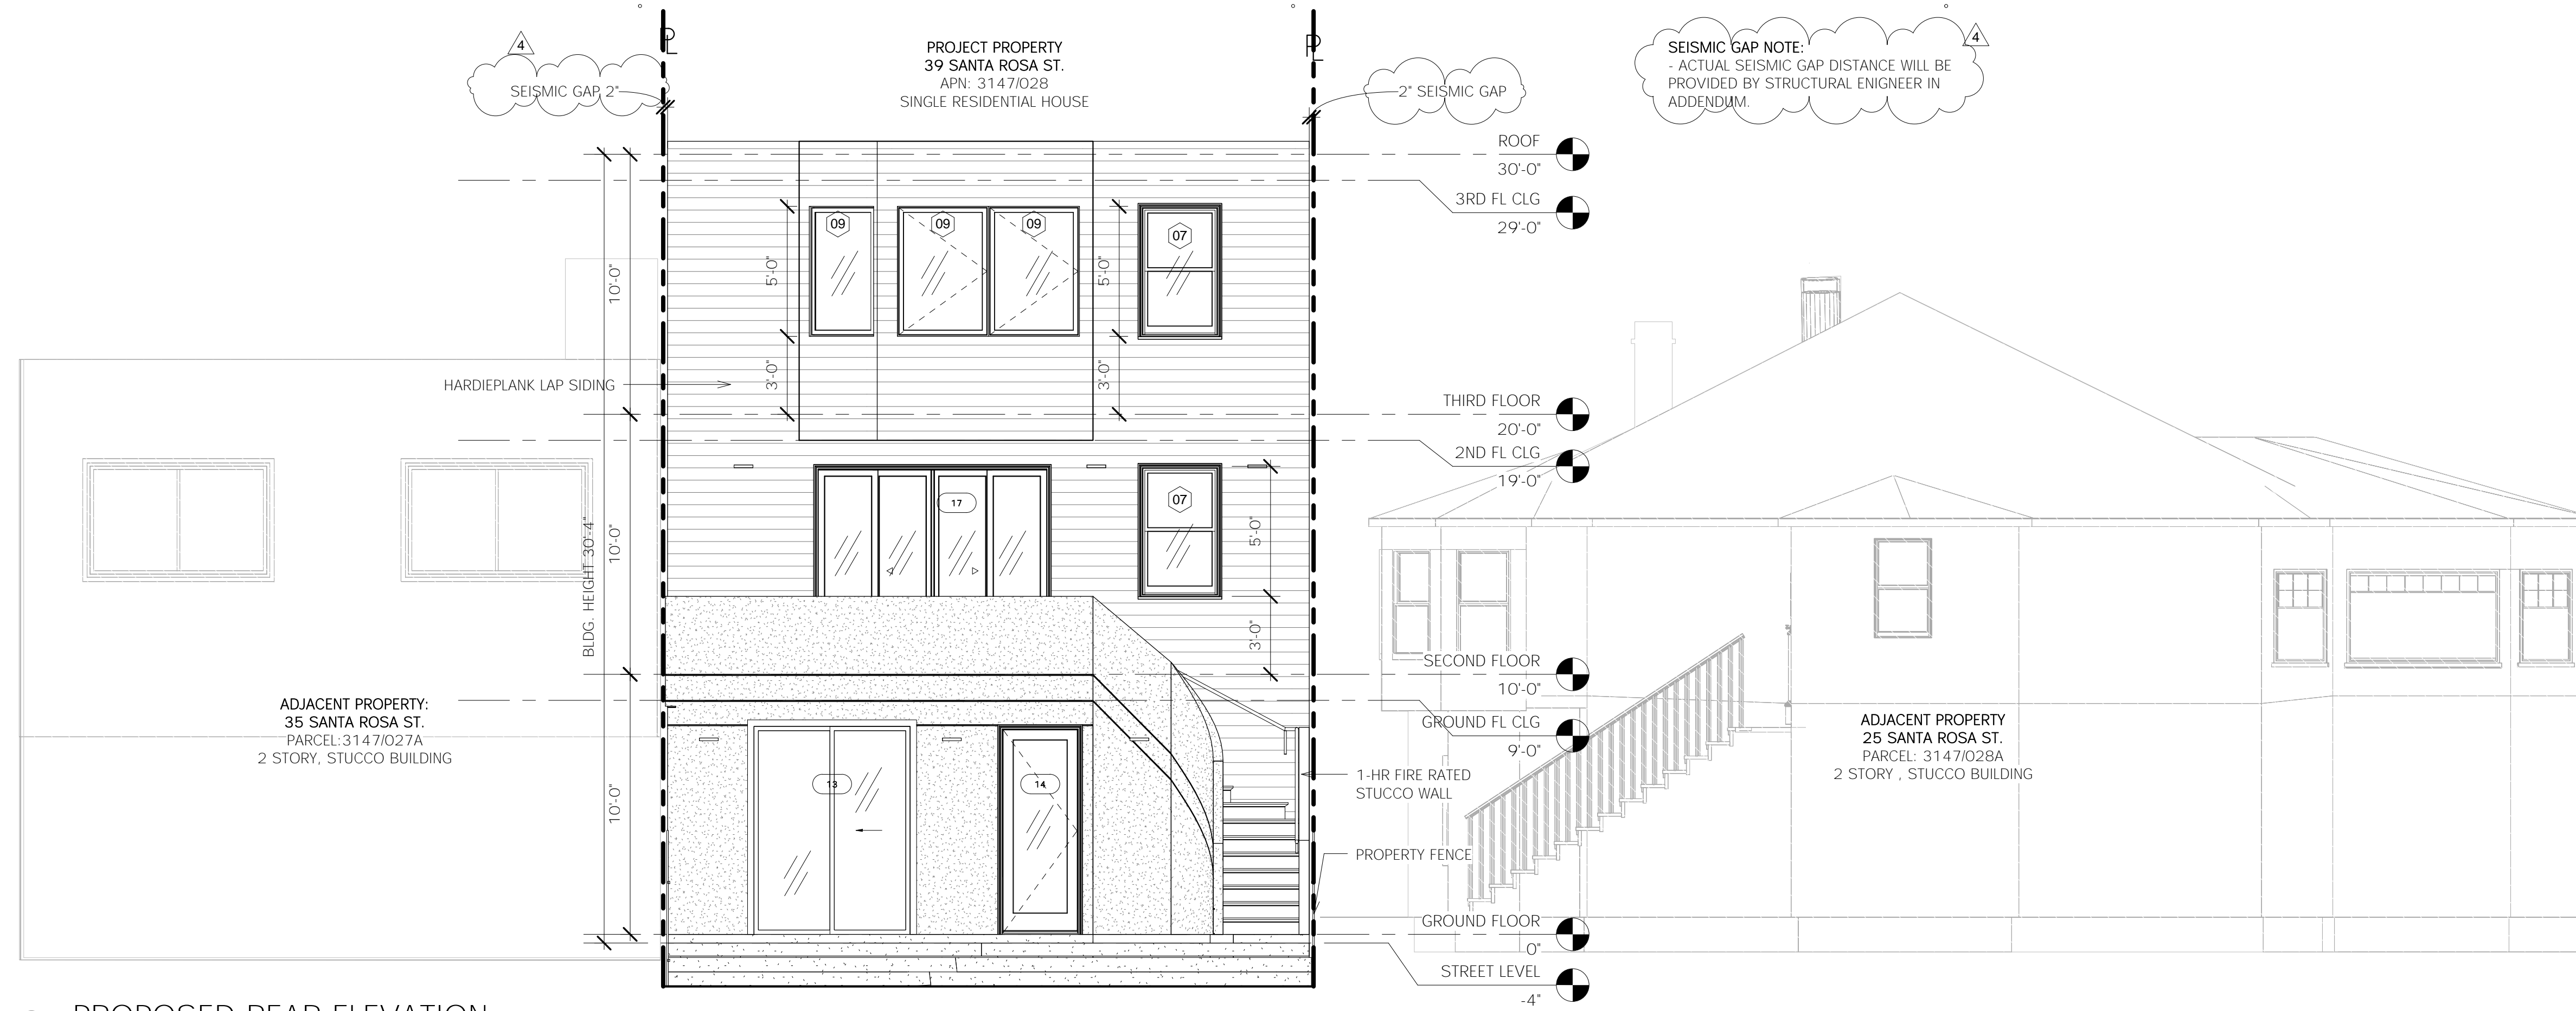 4
SEISMIC GAP 2"
PL
PROJECT PROPERTY
39 SANTA ROSA ST.
APN: 3147/028
SINGLE RESIDENTIAL HOUSE
PL
2" SEISMIC GAP
4
SEISMIC GAP NOTE:
- ACTUAL SEISMIC GAP DISTANCE WILL BE
PROVIDED BY STRUCTURAL ENIGNEER IN
ADDENDUM.
ROOF
30'-0"
3RD FL CLG
29'-0"
09
09
09
07
10'-0"
5'-0"
5'-0"
3'-0"
3'-0"
HARDIEPLANK LAP SIDING
THIRD FLOOR
20'-0"
2ND FL CLG
19'-0"
17
07
BLDG. HEIGHT 30'-4"
10'-0"
5'-0"
3'-0"
SECOND FLOOR
10'-0"
GROUND FL CLG
9'-0"
ADJACENT PROPERTY:
35 SANTA ROSA ST.
PARCEL:3147/027A
2 STORY, STUCCO BUILDING
ADJACENT PROPERTY
25 SANTA ROSA ST.
PARCEL: 3147/028A
2 STORY , STUCCO BUILDING
10'-0"
13
14
1-HR FIRE RATED
STUCCO WALL
PROPERTY FENCE
GROUND FLOOR
0"
STREET LEVEL
-4"
PROPOSED REAR ELEVATION